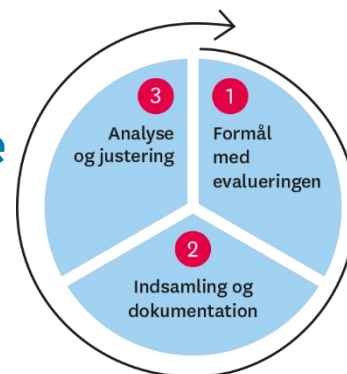 1
Formål
med
evalueringen
2
Indsamling og
dokumentation
3
Analyse
og justering
e